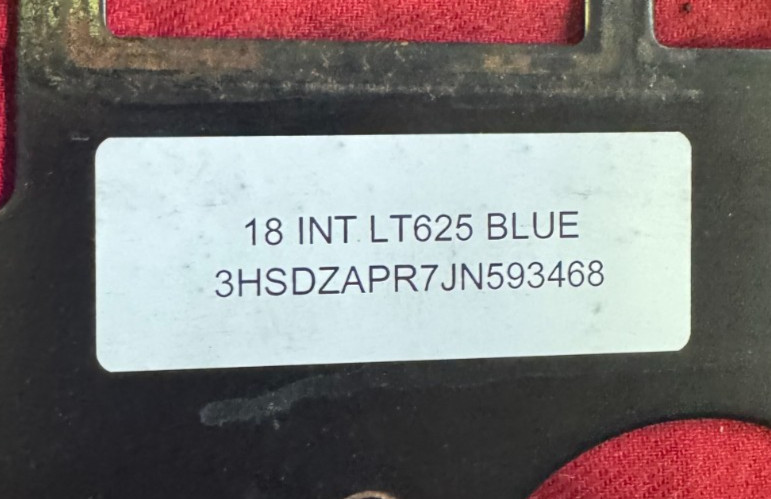 18 INT LT625 BLUE
3HSDZAPR7JN593468